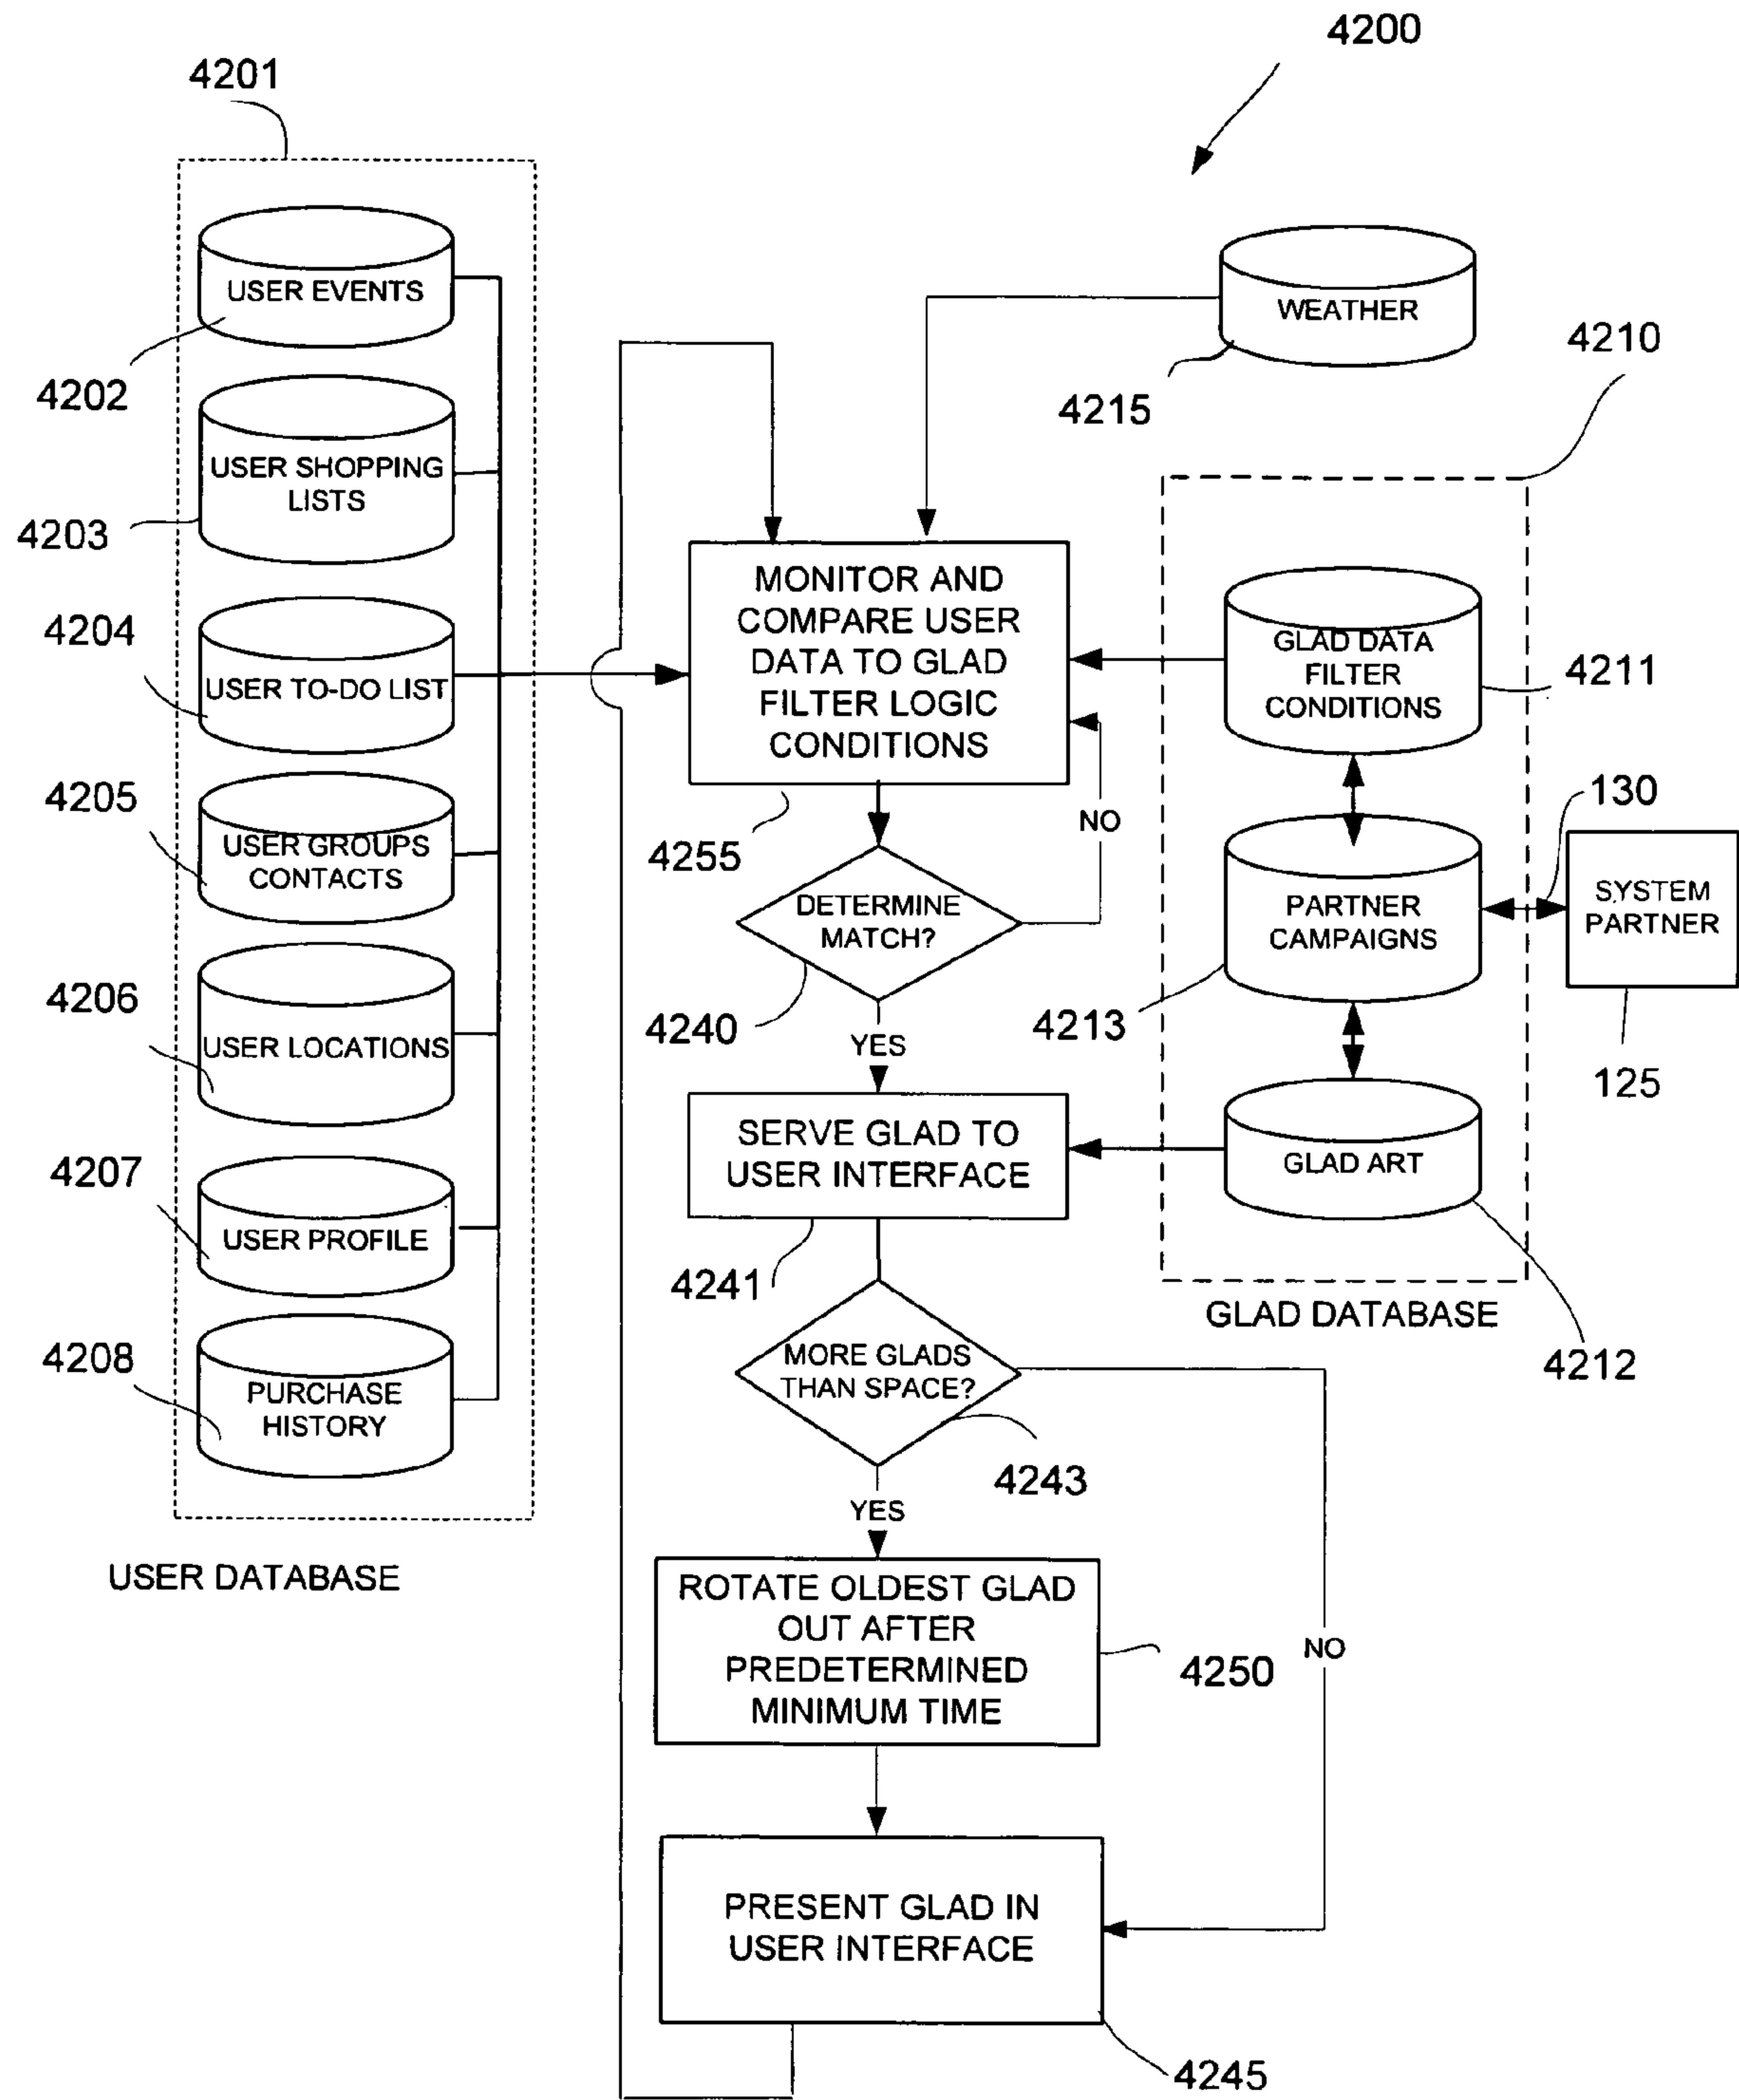 4200
4201
USER EVENTS
4202
USER SHOPPING
LISTS
4203
USER TO-DO LIST
4204
USER GROUPS
CONTACTS
4205
USER LOCATIONS
4206
USER PROFILE
4207
PURCHASE
HISTORY
4208
USER DATABASE
WEATHER
4215
4210
MONITOR AND
COMPARE USER
DATA TO GLAD
FILTER LOGIC
CONDITIONS
4255
NO
DETERMINE
MATCH?
4240
YES
SERVE GLAD TO
USER INTERFACE
4241
MORE GLADS
THAN SPACE?
4243
YES
NO
ROTATE OLDEST GLAD
OUT AFTER
PREDETERMINED
MINIMUM TIME
4250
PRESENT GLAD IN
USER INTERFACE
4245
GLAD DATA
FILTER
CONDITIONS
4211
PARTNER
CAMPAIGNS
4213
130
SYSTEM
PARTNER
125
GLAD ART
4212
GLAD DATABASE